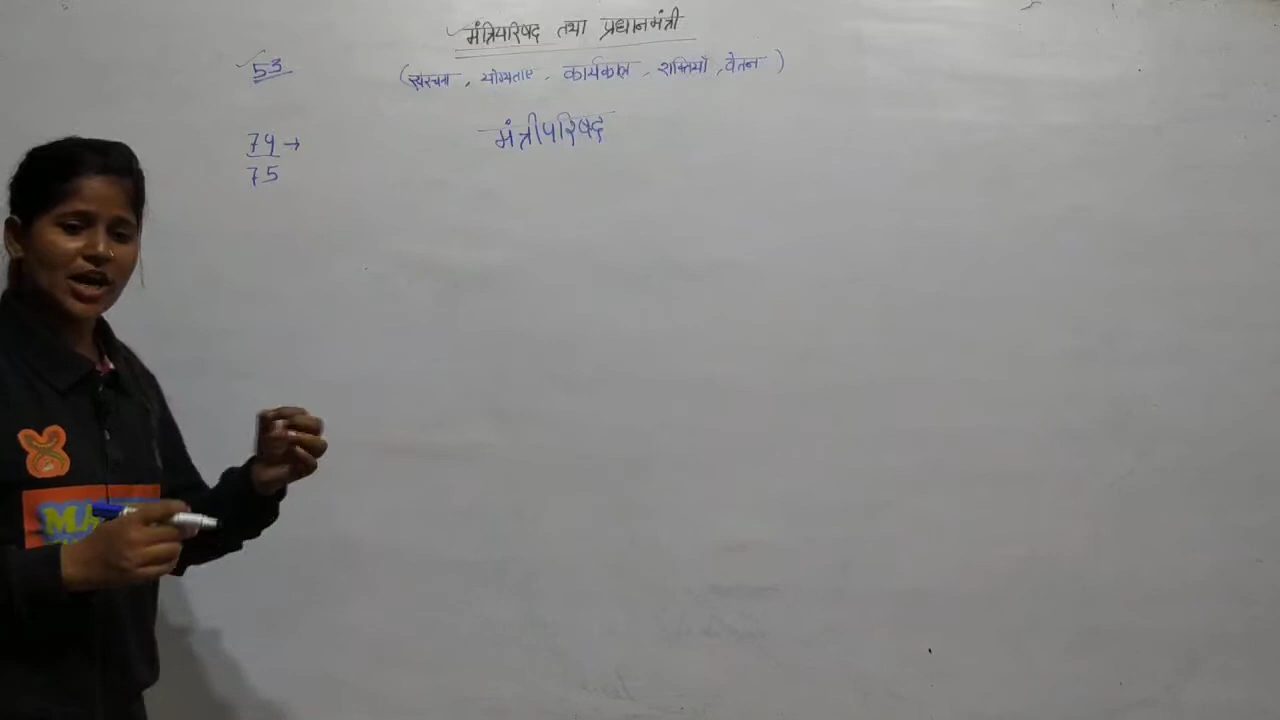 मंत्रिपरिषद तथा प्रधानमंत्री
53
(संरचना, योग्यताए, कार्यकाल, शक्तियाँ, वेतन)
74 →
मंत्रीपरिषद
75